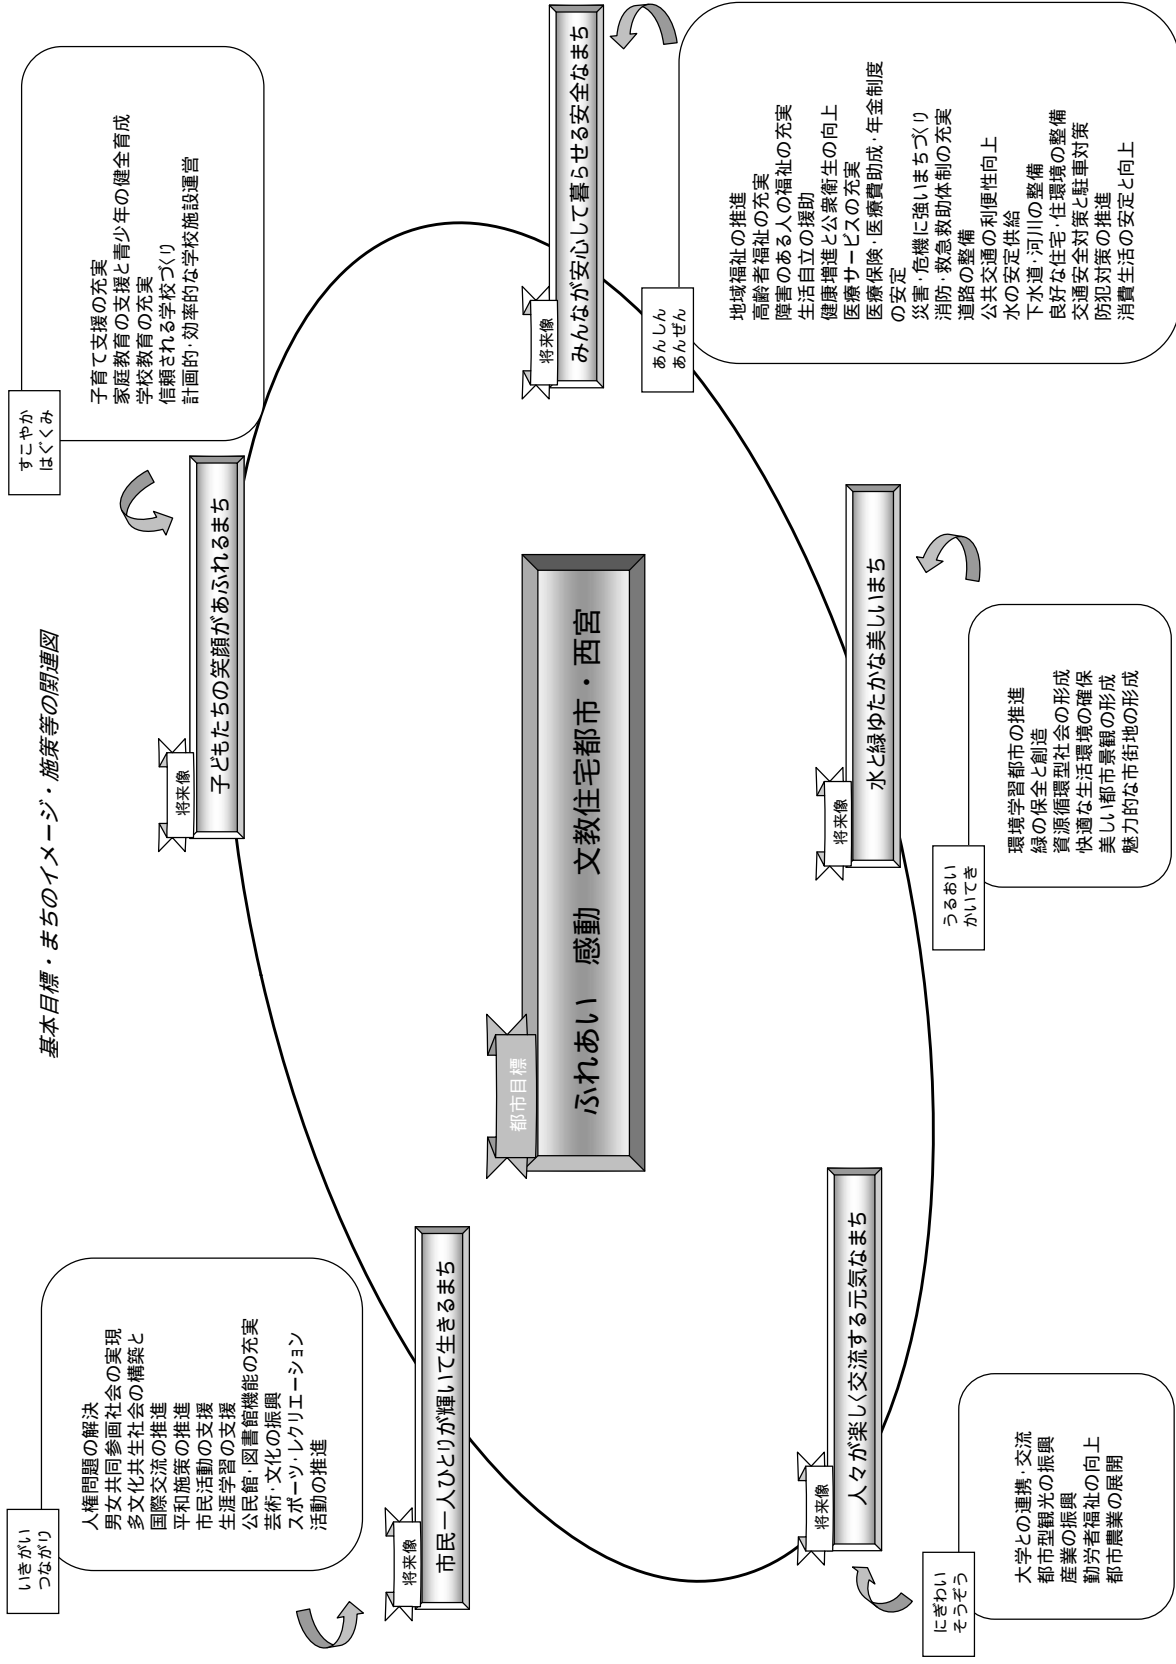 基本目標・まちのイメージ・施策等の関連図
いきがい
つながり
人権問題の解決
男女共同参画社会の実現
多文化共生社会の構築と
国際交流の推進
平和施策の推進
市民活動の支援
生涯学習の支援
公民館・図書館機能の充実
芸術・文化の振興
スポーツ・レクリエーション
活動の推進
将来像
市民一人ひとりが輝いて生きるまち
すこやか
はぐくみ
子育て支援の充実
家庭教育の支援と青少年の健全育成
学校教育の充実
信頼される学校づくり
計画的・効率的な学校施設運営
将来像
子どもたちの笑顔があふれるまち
都市目標
ふれあい 感動 文教住宅都市・西宮
将来像
みんなが安心して暮らせる安全なまち
あんしん
あんぜん
地域福祉の推進
高齢者福祉の充実
障害のある人の福祉の充実
生活自立の援助
健康増進と公衆衛生の向上
医療サービスの充実
医療保険・医療費助成・年金制度
の安定
災害・危機に強いまちづくり
消防・救急救助体制の充実
道路の整備
公共交通の利便性向上
水の安定供給
下水道・河川の整備
良好な住宅・住環境の整備
交通安全対策と駐車対策
防犯対策の推進
消費生活の安定と向上
将来像
人々が楽しく交流する元気なまち
にぎわい
そうぞう
大学との連携・交流
都市型観光の振興
産業の振興
勤労者福祉の向上
都市農業の展開
将来像
水と緑ゆたかな美しいまち
うるおい
かいてき
環境学習都市の推進
緑の保全と創造
資源循環型社会の形成
快適な生活環境の確保
美しい都市景観の形成
魅力的な市街地の形成